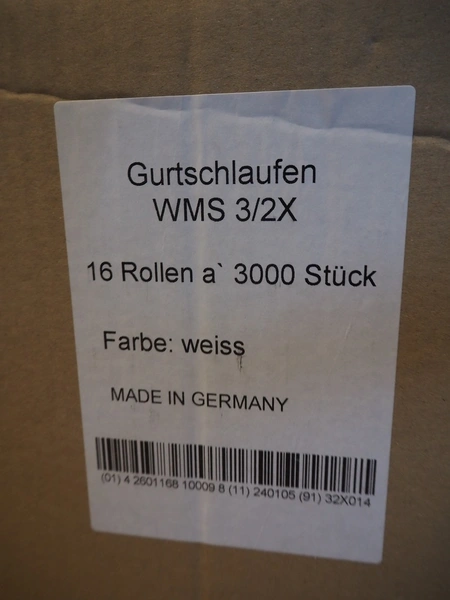 Gurtschlaufen
WMS 3/2X
16 Rollen a` 3000 Stück
Farbe: weiss
MADE IN GERMANY
(01) 4 2601168 10009 8 (11) 240105 (91) 32X014